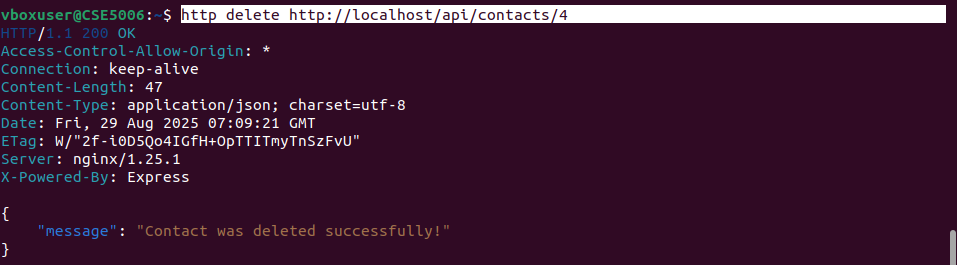 vboxuser@CSE5006:~$ http delete http://localhost/api/contacts/4
HTTP/1.1 200 OK
Access-Control-Allow-Origin: *
Connection: keep-alive
Content-Length: 47
Content-Type: application/json; charset=utf-8
Date: Fri, 29 Aug 2025 07:09:21 GMT
ETag: W/"2f-i0D5Qo4IGfH+OpTTITmyTnSzFvU"
Server: nginx/1.25.1
X-Powered-By: Express
{
    "message": "Contact was deleted successfully!"
}